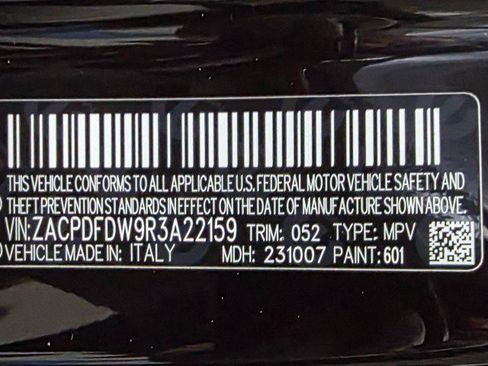 THIS VEHICLE CONFORMS TO ALL APPLICABLE U.S. FEDERAL MOTOR VEHICLE SAFETY AND
THEFT PREVENTION STANDARDS IN EFFECT ON THE DATE OF MANUFACTURE SHOWN ABOVE.
VIN:ZACPDFDW9R3A22159 TRIM: 052 TYPE: MPV
VEHICLE MADE IN: ITALY MDH: 231007 PAINT: 601